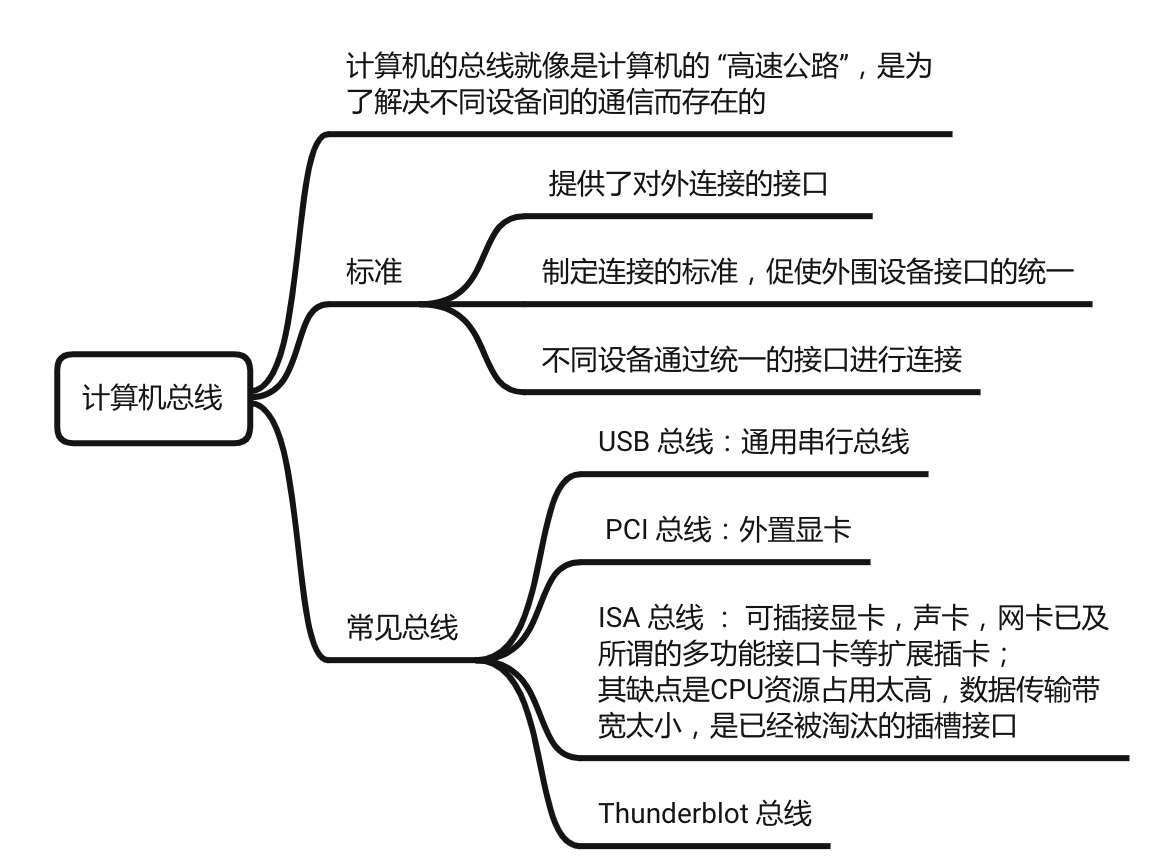 计算机的总线就像是计算机的 “高速公路”，是为
了解决不同设备间的通信而存在的
提供了对外连接的接口
标准
制定连接的标准，促使外围设备接口的统一
不同设备通过统一的接口进行连接
计算机总线
USB 总线：通用串行总线
PCI 总线：外置显卡
常见总线
ISA 总线 ： 可插接显卡，声卡，网卡已及
所谓的多功能接口卡等扩展插卡；
其缺点是CPU资源占用太高，数据传输带
宽太小，是已经被淘汰的插槽接口
Thunderblot 总线